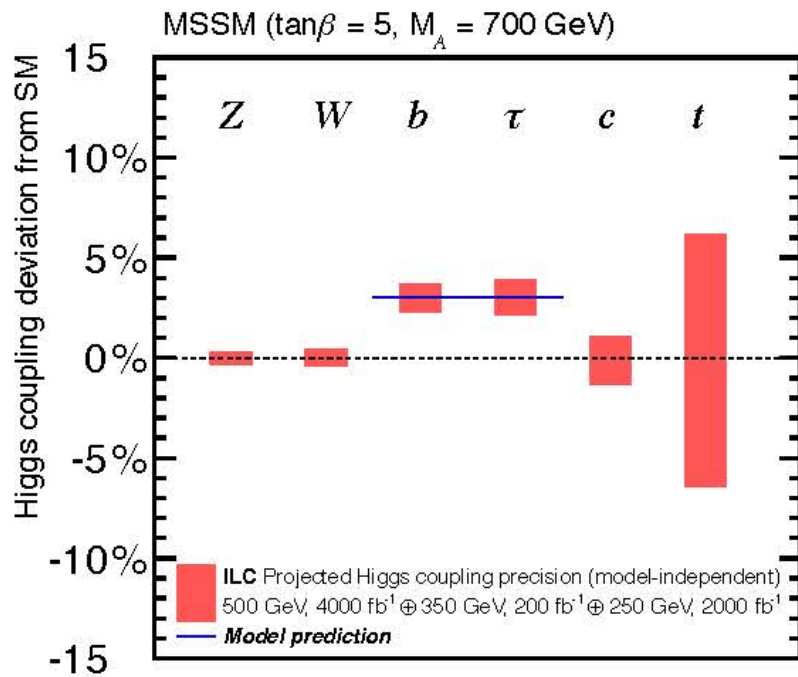 MSSM (tanβ = 5, M_A = 700 GeV)
Higgs coupling deviation from SM
15
Z W b τ c t
10%
5%
0%
-5%
-10%
ILC Projected Higgs coupling precision (model-independent)
500 GeV, 4000 fb⁻¹ ⊕ 350 GeV, 200 fb⁻¹ ⊕ 250 GeV, 2000 fb⁻¹
Model prediction
-15